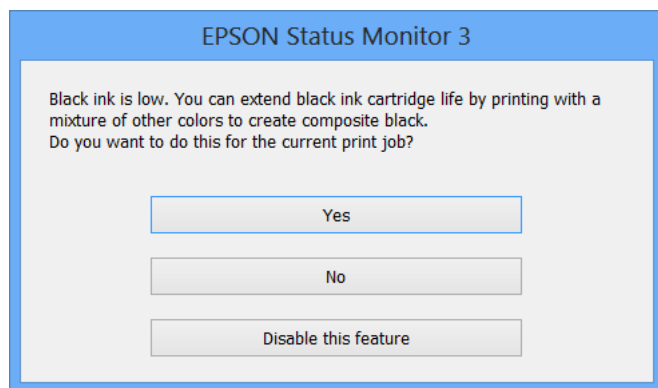 EPSON Status Monitor 3
Black ink is low. You can extend black ink cartridge life by printing with a
mixture of other colors to create composite black.
Do you want to do this for the current print job?
Yes
No
Disable this feature